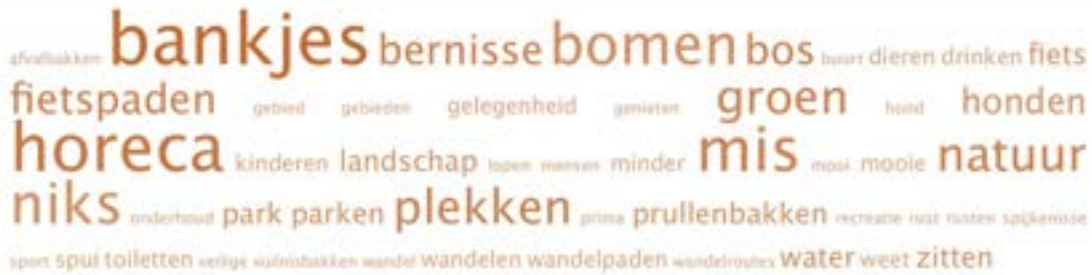 afvalbakken bankjes bernisse bomen bos buurt dieren drinken fiets
fietspaden gebied gebieden gelegenheid genieten groen hond honden
horeca kinderen landschap lopen mensen minder mis mooi mooie natuur
niks onderhoud park parken plekken prima prullenbakken recreatie rust rusten spijkenisse
sport spui toiletten veilige vuilnisbakken wandel wandelen wandelpaden wandelroutes water weet zitten